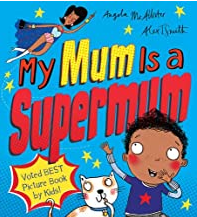 Angela McAllister
Alex T. Smith
My Mum Is a
Supermum
Voted BEST
Picture Book
by Kids!